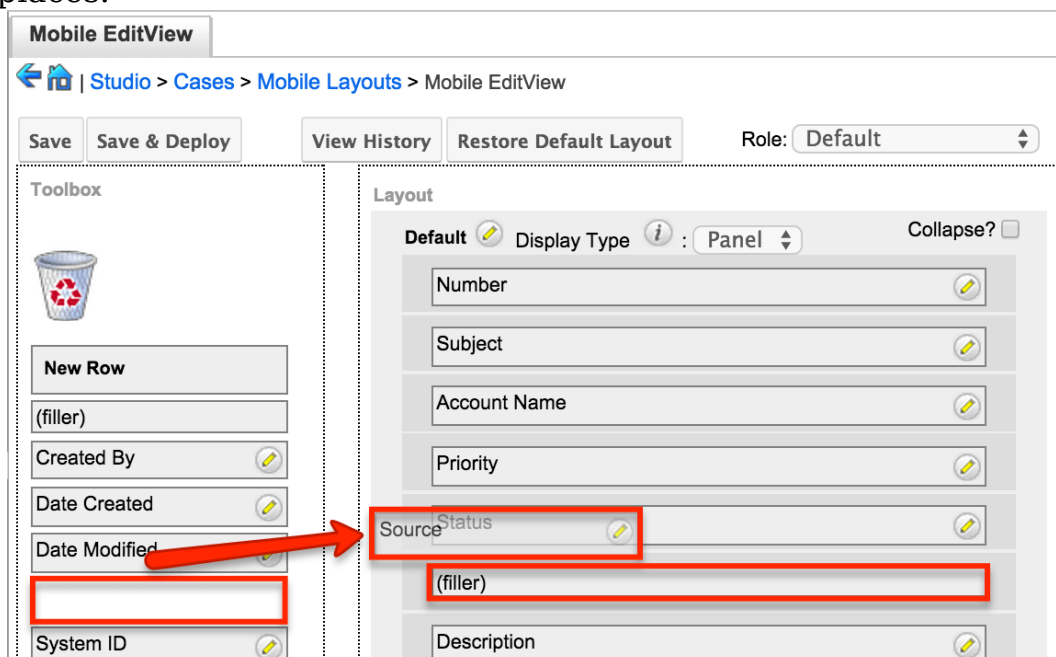 places.
Mobile EditView
| Studio > Cases > Mobile Layouts > Mobile EditView
Save Save & Deploy View History Restore Default Layout Role: Default
Toolbox
Layout
Default Display Type i : Panel Collapse?
Number
Subject
New Row
Account Name
(filler)
Created By
Priority
Date Created
Source Status
Date Modified
(filler)
System ID
Description